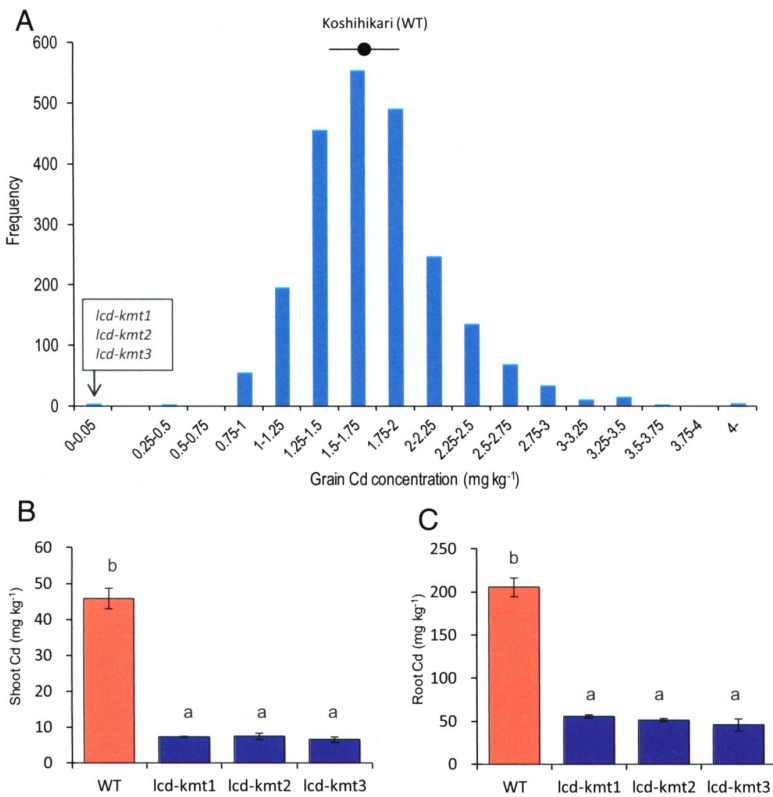 A
Koshihikari (WT)
600
500
400
300
200
100
0
Frequency
lcd-kmt1
lcd-kmt2
lcd-kmt3
0-0.05
0.25-0.5
0.5-0.75
0.75-1
1-1.25
1.25-1.5
1.5-1.75
1.75-2
2-2.25
2.25-2.5
2.5-2.75
2.75-3
3-3.25
3.25-3.5
3.5-3.75
3.75-4
4-
Grain Cd concentration (mg kg⁻¹)
B
60
50
40
30
20
10
0
Shoot Cd (mg kg⁻¹)
b
a
a
a
WT
lcd-kmt1
lcd-kmt2
lcd-kmt3
C
250
200
150
100
50
0
Root Cd (mg kg⁻¹)
b
a
a
a
WT
lcd-kmt1
lcd-kmt2
lcd-kmt3